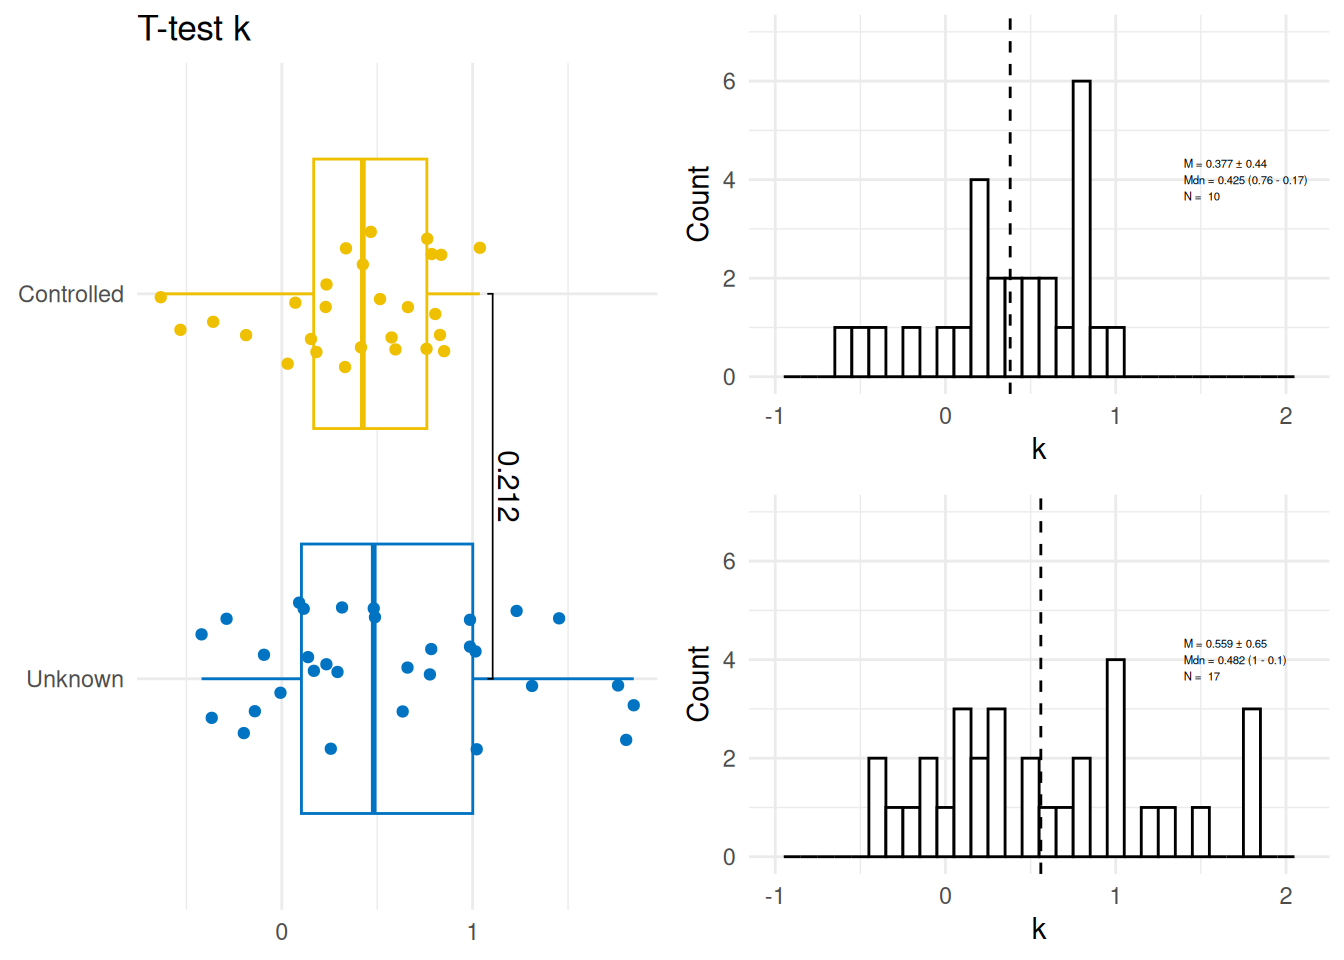 T-test k
Controlled
Unknown
0.212
0
1
Count
6
4
2
0
M = 0.377 ± 0.44
Mdn = 0.425 (0.76 - 0.17)
N = 10
-1
0
1
2
k
Count
6
4
2
0
M = 0.559 ± 0.65
Mdn = 0.482 (1 - 0.1)
N = 17
-1
0
1
2
k